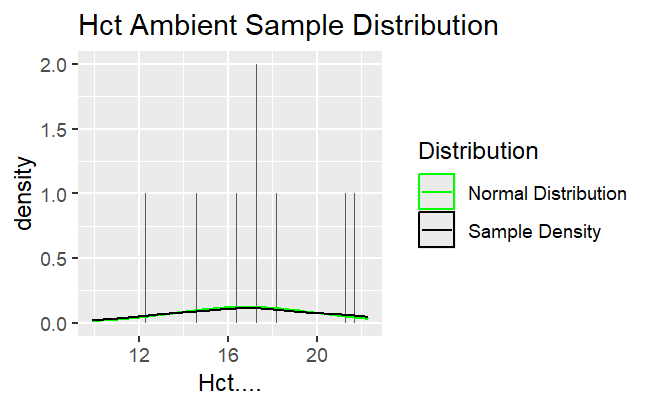 Hct Ambient Sample Distribution
2.0
1.5
1.0
0.5
0.0
density
12 16 20
Hct....
Distribution
Normal Distribution
Sample Density